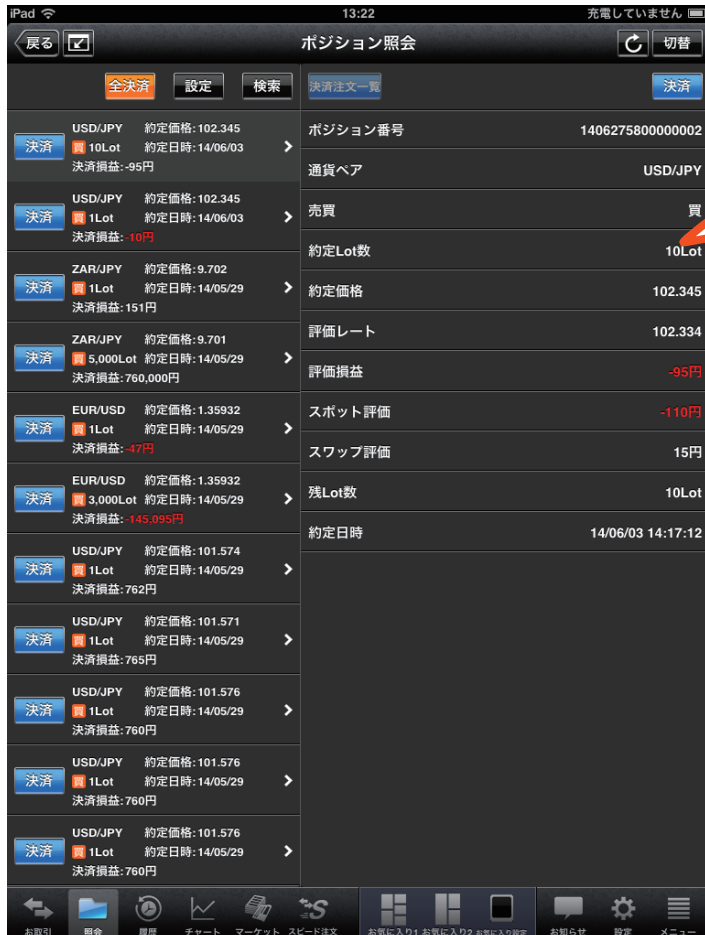 iPad 13:22 充電していません
戻る ポジション照会 切替
全決済 設定 検索
決済 USD/JPY 約定価格:102.345
買 10Lot 約定日時:14/06/03
決済損益:-95円
決済 USD/JPY 約定価格:102.345
買 1Lot 約定日時:14/06/03
決済損益:-10円
決済 ZAR/JPY 約定価格:9.702
買 1Lot 約定日時:14/05/29
決済損益:151円
決済 ZAR/JPY 約定価格:9.701
買 5,000Lot 約定日時:14/05/29
決済損益:760,000円
決済 EUR/USD 約定価格:1.35932
買 1Lot 約定日時:14/05/29
決済損益:-47円
決済 EUR/USD 約定価格:1.35932
買 3,000Lot 約定日時:14/05/29
決済損益:-145,095円
決済 USD/JPY 約定価格:101.574
買 1Lot 約定日時:14/05/29
決済損益:762円
決済 USD/JPY 約定価格:101.571
買 1Lot 約定日時:14/05/29
決済損益:765円
決済 USD/JPY 約定価格:101.576
買 1Lot 約定日時:14/05/29
決済損益:760円
決済 USD/JPY 約定価格:101.576
買 1Lot 約定日時:14/05/29
決済損益:760円
決済 USD/JPY 約定価格:101.576
買 1Lot 約定日時:14/05/29
決済損益:760円
決済注文一覧 決済
ポジション番号 1406275800000002
通貨ペア USD/JPY
売買 買
約定Lot数 10Lot
約定価格 102.345
評価レート 102.334
評価損益 -95円
スポット評価 -110円
スワップ評価 15円
残Lot数 10Lot
約定日時 14/06/03 14:17:12
お取引 照会 履歴 チャート マーケット スピード注文 お気に入り1 お気に入り2 お気に入り設定 お知らせ 設定 メニュー